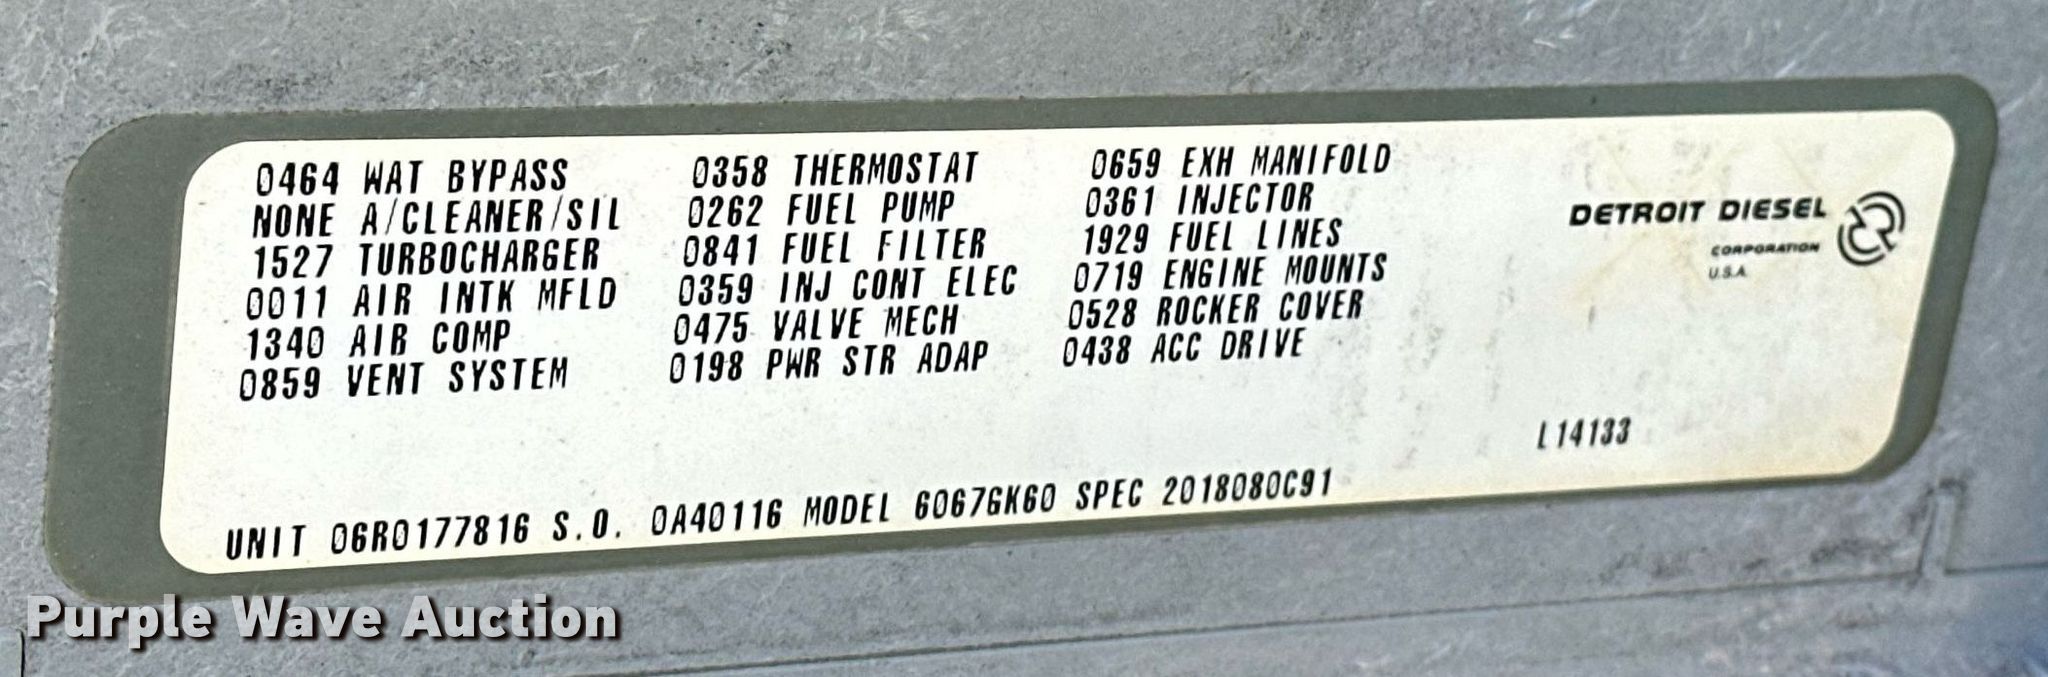 0464 WAT BYPASS 0358 THERMOSTAT 0659 EXH MANIFOLD
NONE A/CLEANER/SIL 0262 FUEL PUMP 0361 INJECTOR
1527 TURBOCHARGER 0841 FUEL FILTER 1929 FUEL LINES
0011 AIR INTK MFLD 0359 INJ CONT ELEC 0719 ENGINE MOUNTS
1340 AIR COMP 0475 VALVE MECH 0528 ROCKER COVER
0859 VENT SYSTEM 0198 PWR STR ADAP 0438 ACC DRIVE
DETROIT DIESEL
CORPORATION
U.S.A.
L14133
UNIT 06R0177816 S.O. 0A40116 MODEL 6067GK60 SPEC 2018080C91
Purple Wave Auction